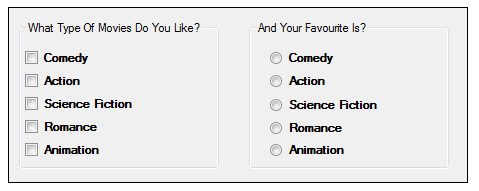 What Type Of Movies Do You Like?
Comedy
Action
Science Fiction
Romance
Animation
And Your Favourite Is?
Comedy
Action
Science Fiction
Romance
Animation